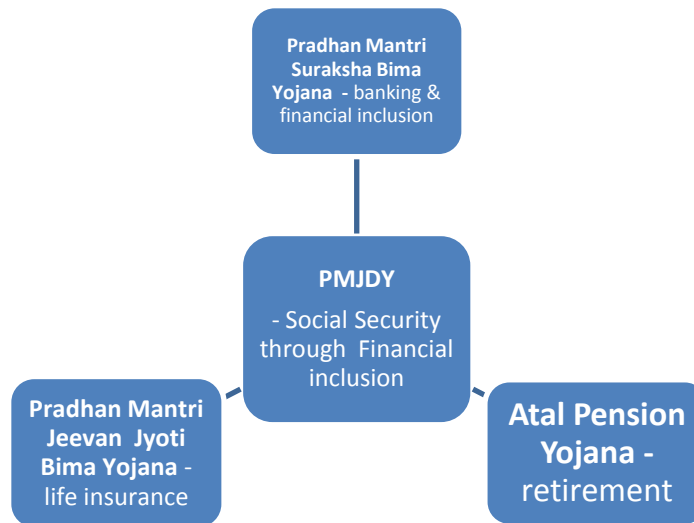 Pradhan Mantri
Suraksha Bima
Yojana - banking &
financial inclusion
PMJDY
- Social Security
through Financial
inclusion
Pradhan Mantri
Jeevan Jyoti
Bima Yojana -
life insurance
Atal Pension
Yojana -
retirement